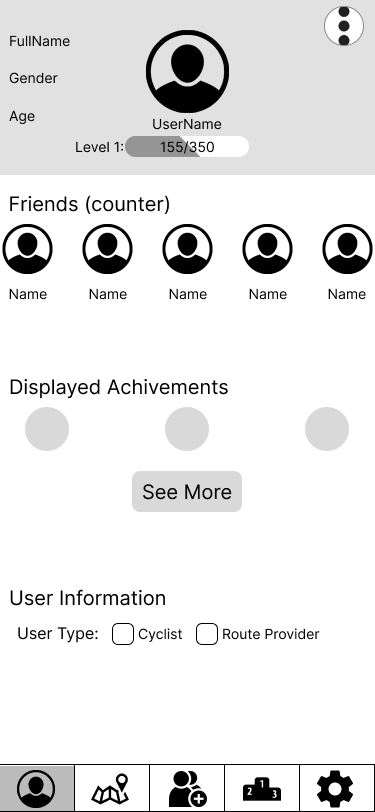 FullName
Gender
Age
UserName
Level 1: 155/350
Friends (counter)
Name Name Name Name Name
Displayed Achivements
See More
User Information
User Type: Cyclist Route Provider
2 1 3